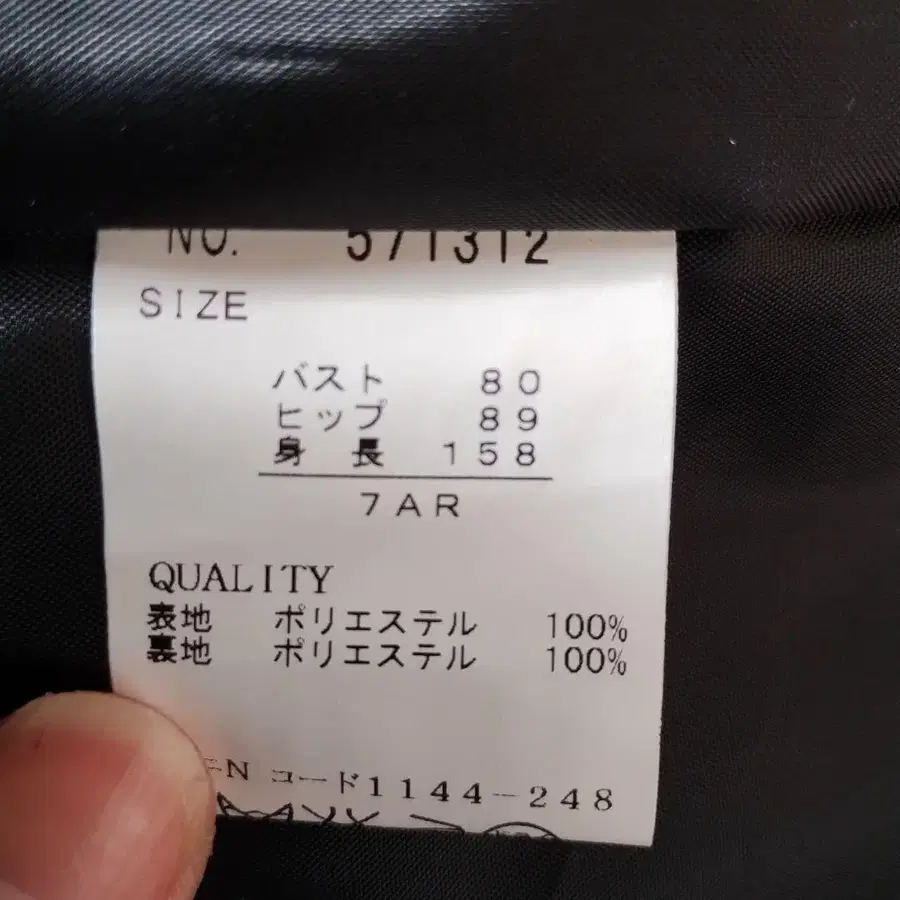 NO. 571312
SIZE
バスト 80
ヒップ 89
身長 158
7AR
QUALITY
表地 ポリエステル 100%
裏地 ポリエステル 100%
N コード1144-248